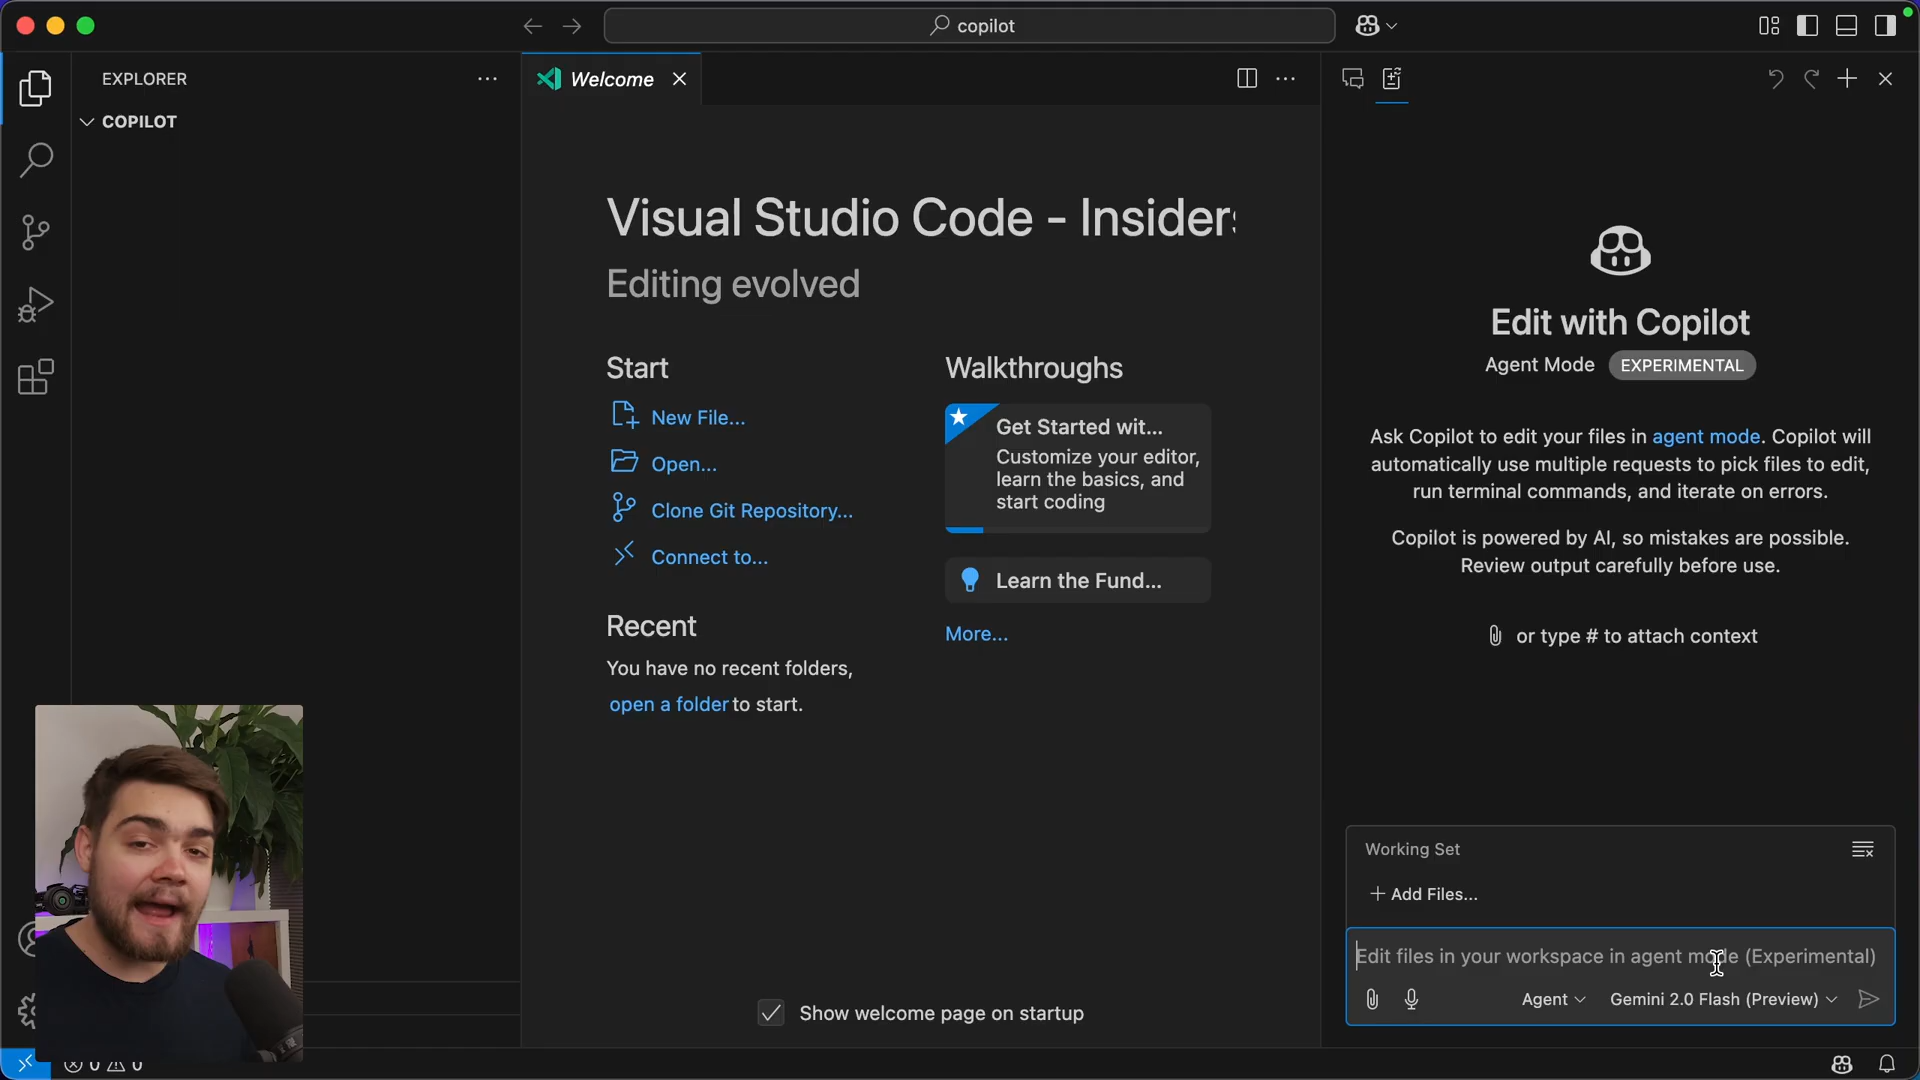 copilot
EXPLORER
COPILOT
Welcome
Visual Studio Code - Insiders
Editing evolved
Start
New File...
Open...
Clone Git Repository...
Connect to...
Recent
You have no recent folders,
open a folder to start.
Walkthroughs
Get Started wit...
Customize your editor,
learn the basics, and
start coding
Learn the Fund...
More...
Show welcome page on startup
Edit with Copilot
Agent Mode EXPERIMENTAL
Ask Copilot to edit your files in agent mode. Copilot will
automatically use multiple requests to pick files to edit,
run terminal commands, and iterate on errors.
Copilot is powered by AI, so mistakes are possible.
Review output carefully before use.
or type # to attach context
Working Set
+ Add Files...
Edit files in your workspace in agent mode (Experimental)
Agent Gemini 2.0 Flash (Preview)
0 0